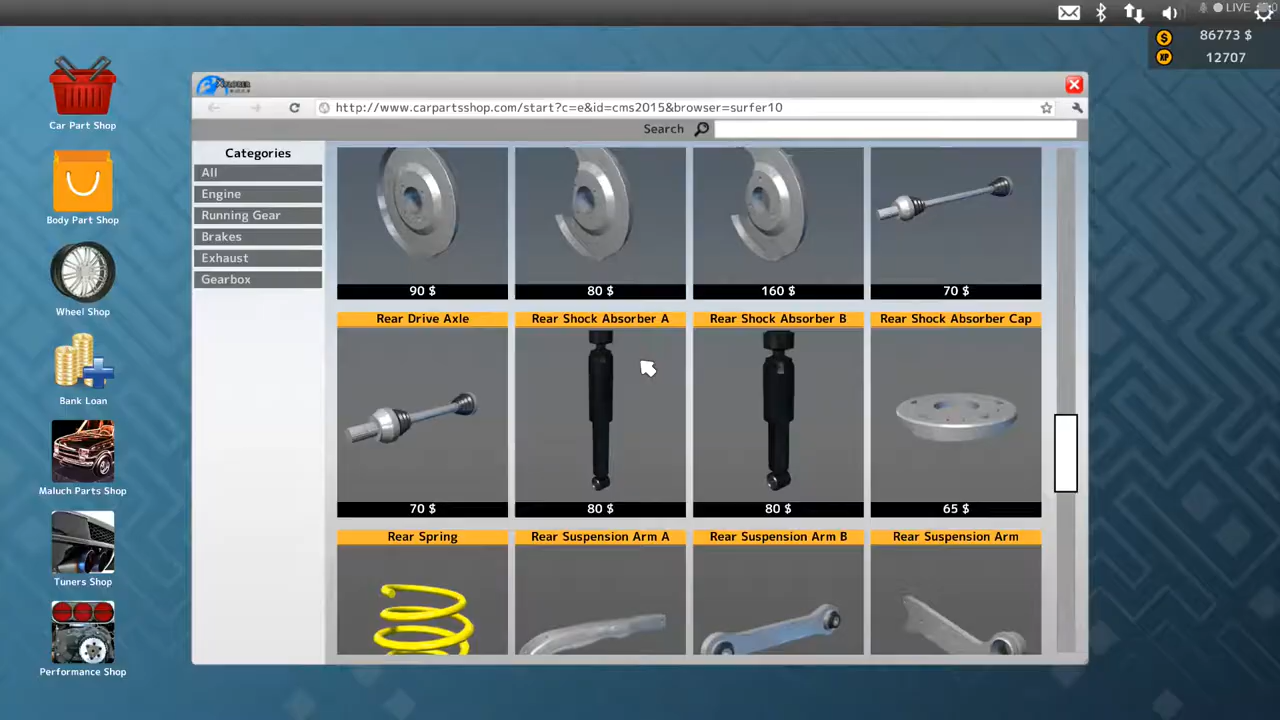 LIVE
86773 $
12707
Car Part Shop
Body Part Shop
Wheel Shop
Bank Loan
Maluch Parts Shop
Tuners Shop
Performance Shop
http://www.carpartsshop.com/start?c=e&id=cms2015&browser=surfer10
Search
Categories
All
Engine
Running Gear
Brakes
Exhaust
Gearbox
90 $
80 $
160 $
70 $
Rear Drive Axle
Rear Shock Absorber A
Rear Shock Absorber B
Rear Shock Absorber Cap
70 $
80 $
80 $
65 $
Rear Spring
Rear Suspension Arm A
Rear Suspension Arm B
Rear Suspension Arm